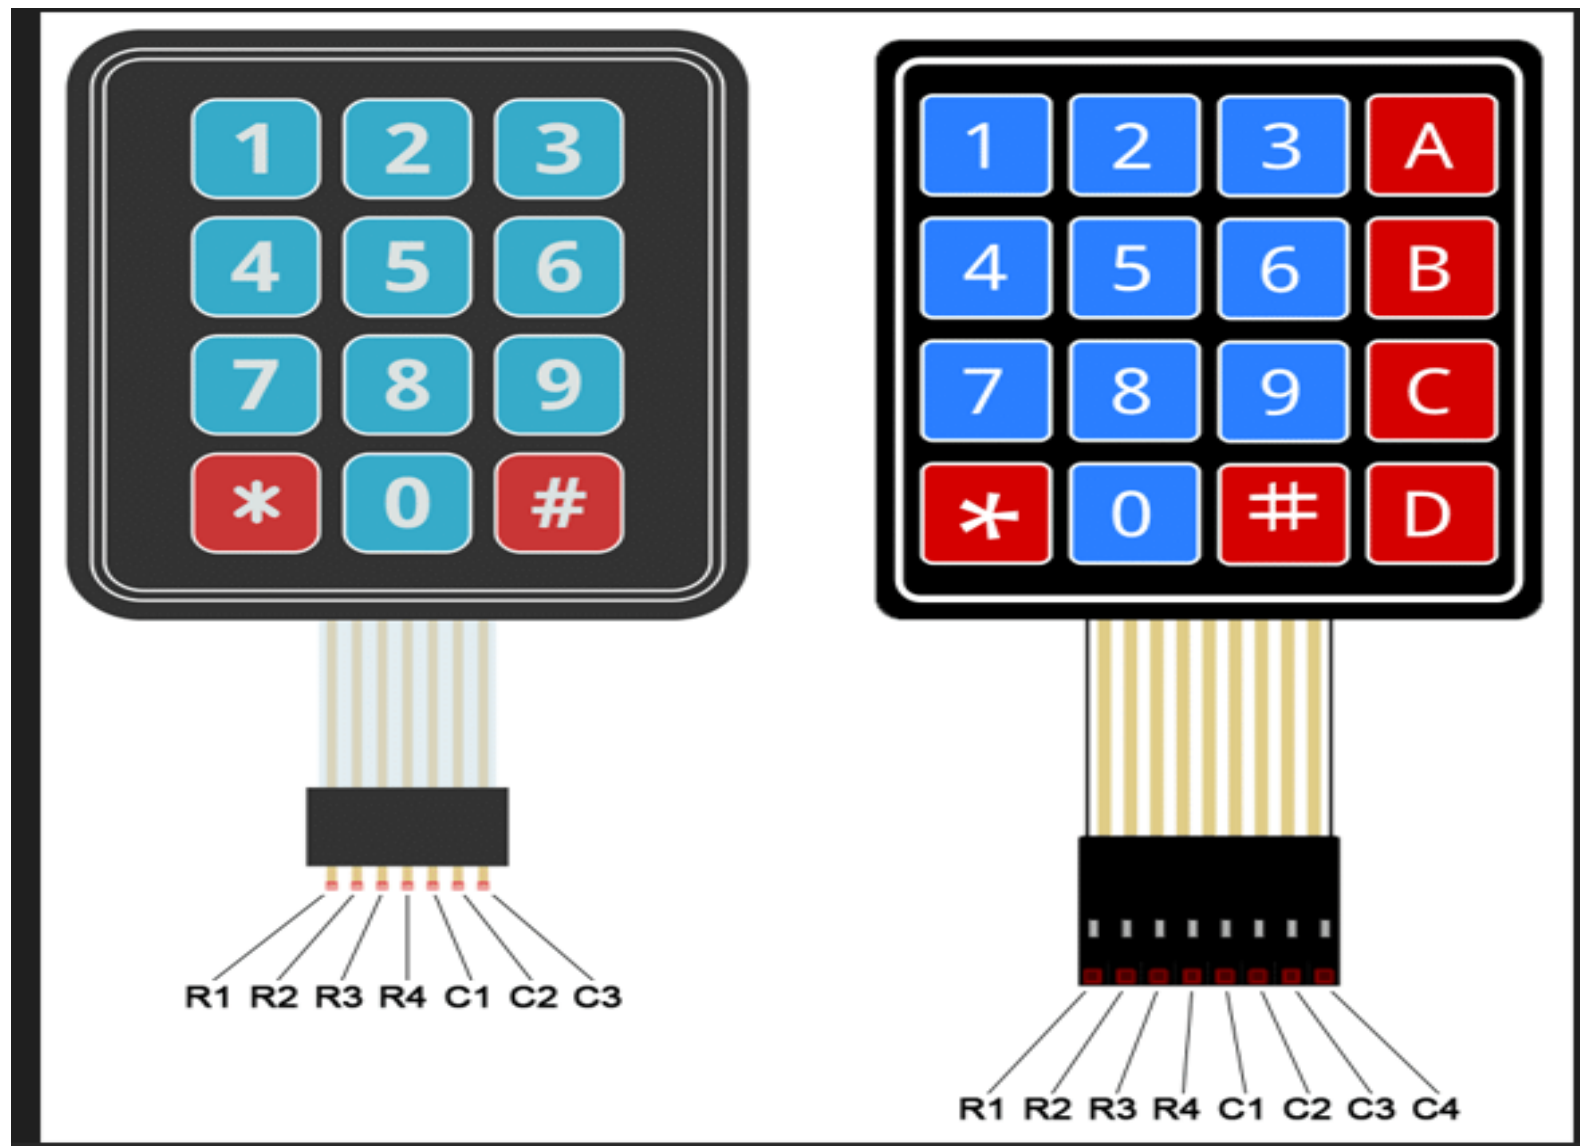 1 2 3
4 5 6
7 8 9
* 0 #
R1 R2 R3 R4 C1 C2 C3
1 2 3 A
4 5 6 B
7 8 9 C
* 0 # D
R1 R2 R3 R4 C1 C2 C3 C4